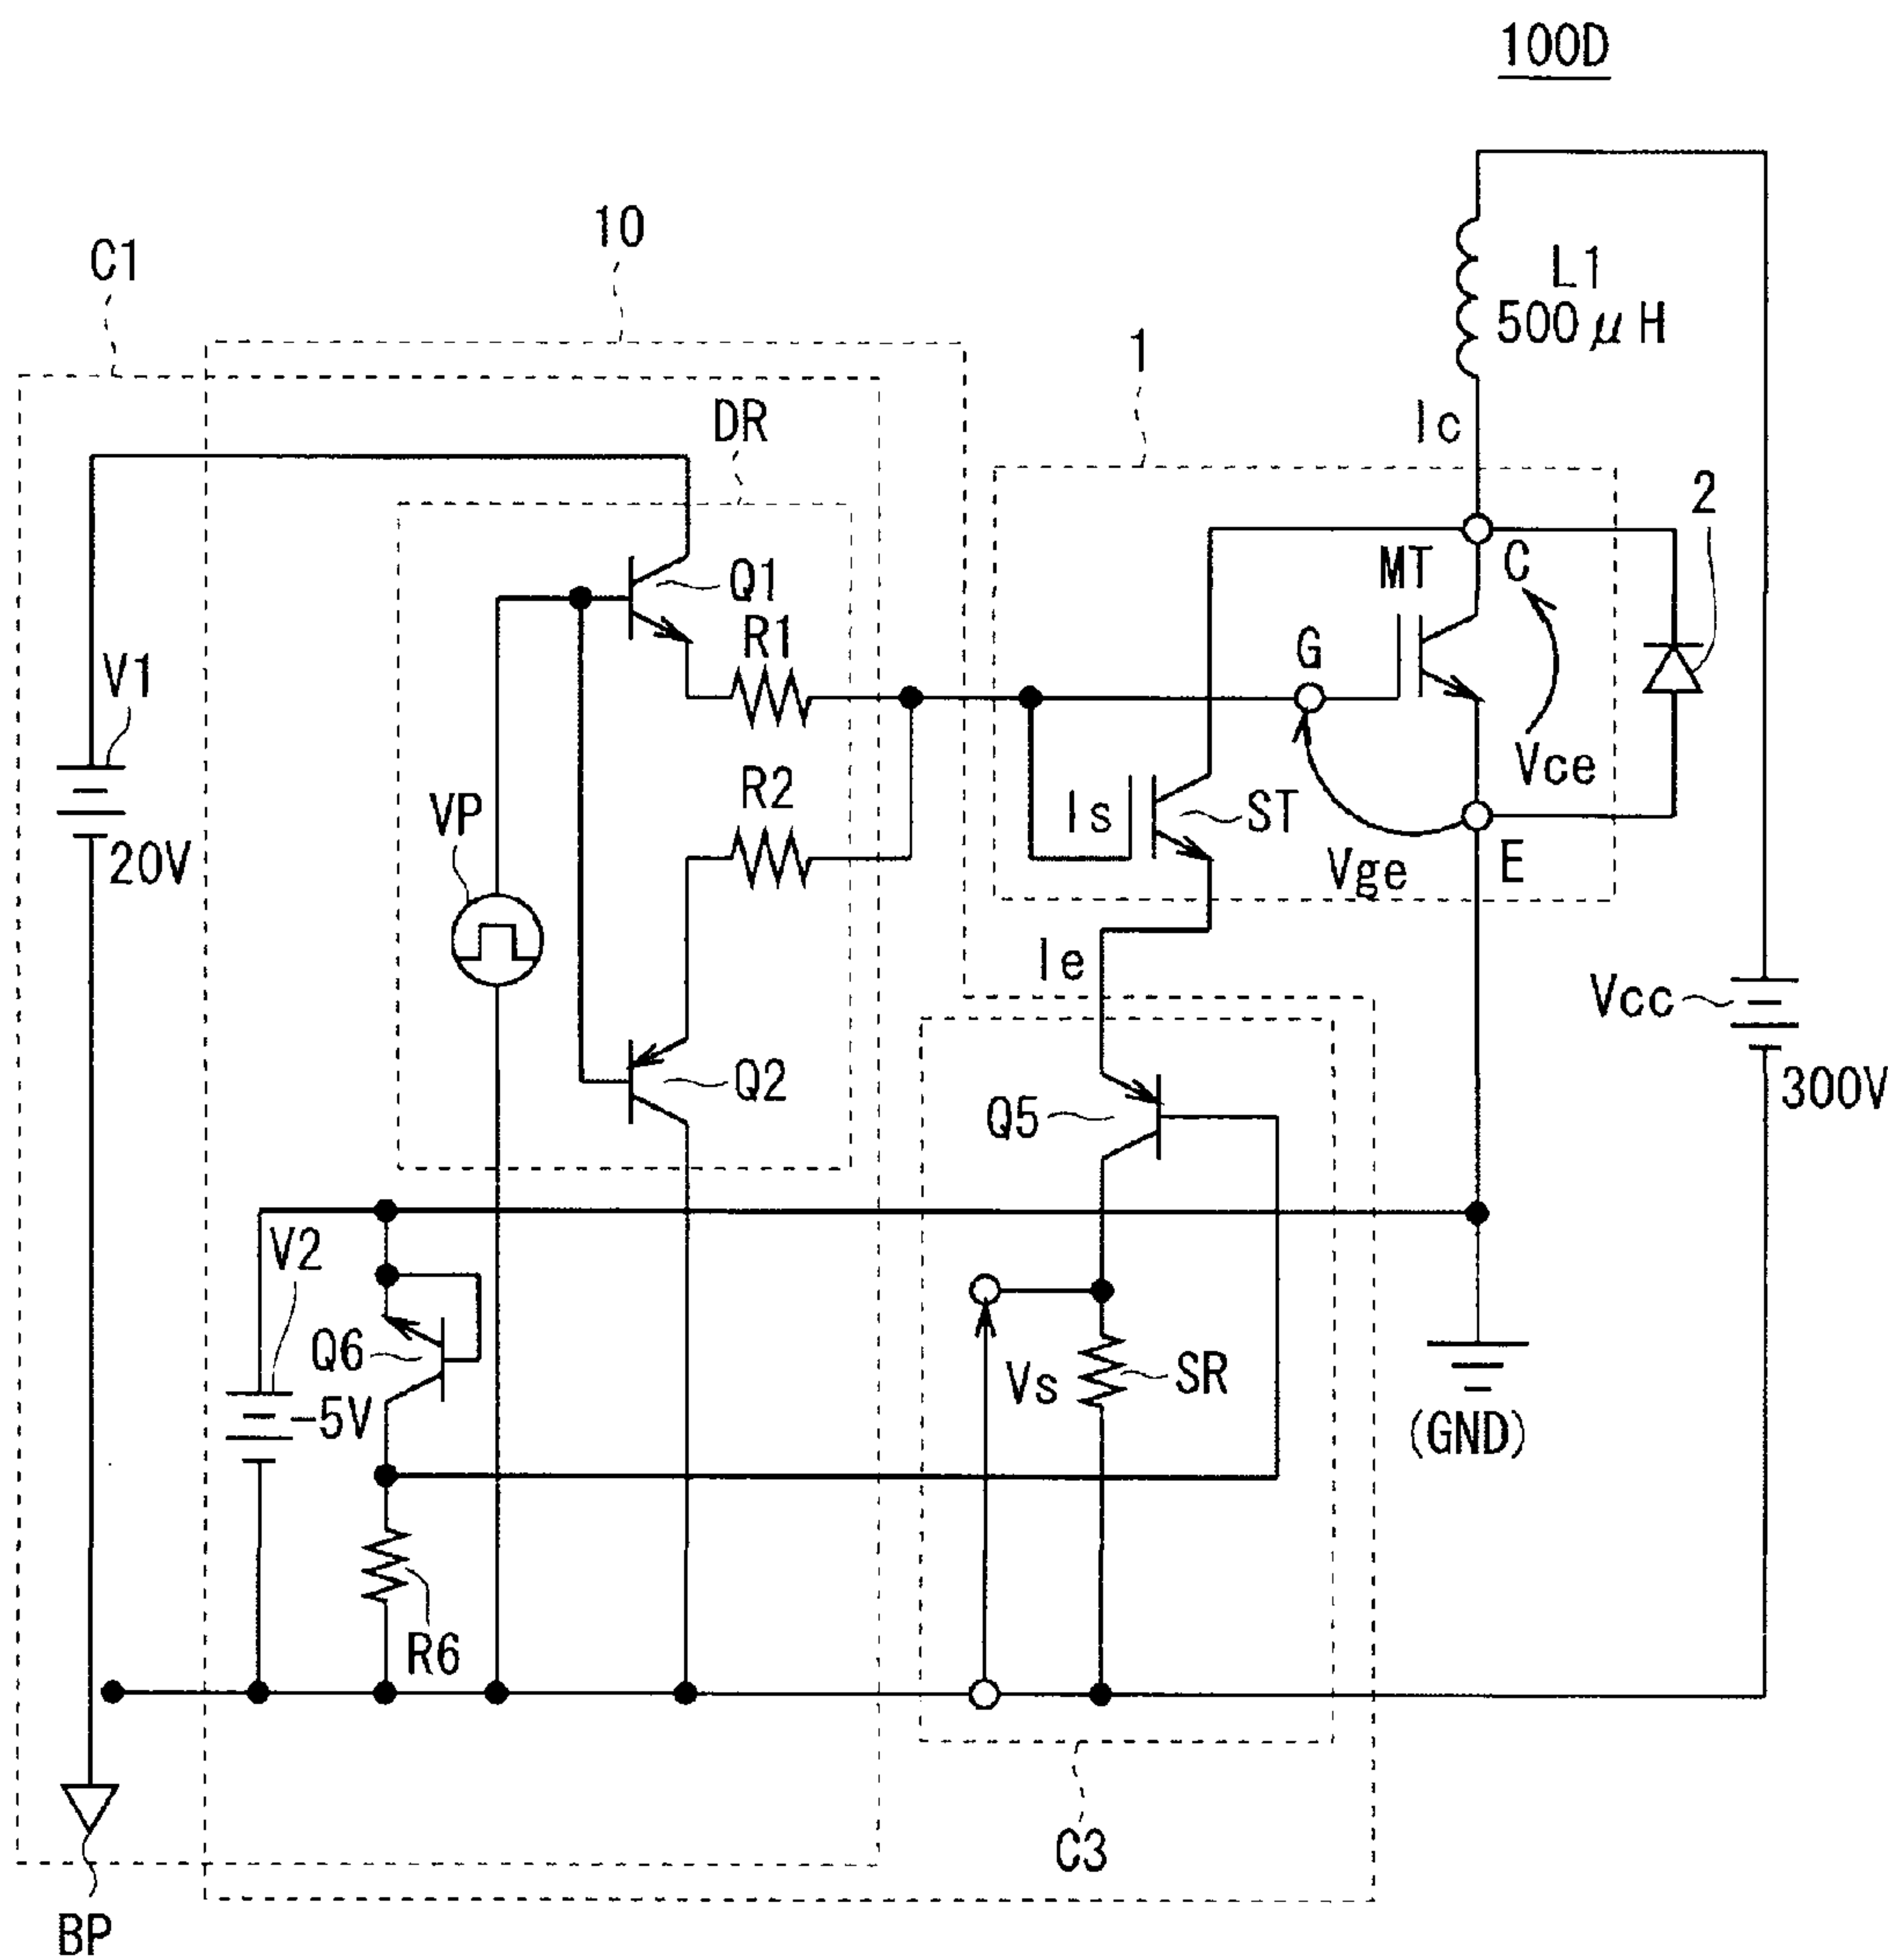 100D
10
C1
L1
500μH
1
DR
Ic
2
Q1
MT
C
R1
G
V1
R2
Vce
VP
Is
ST
20V
Vge
E
Ie
Vcc
Q2
Q5
300V
V2
Q6
-5V
Vs
SR
(GND)
R6
C3
BP